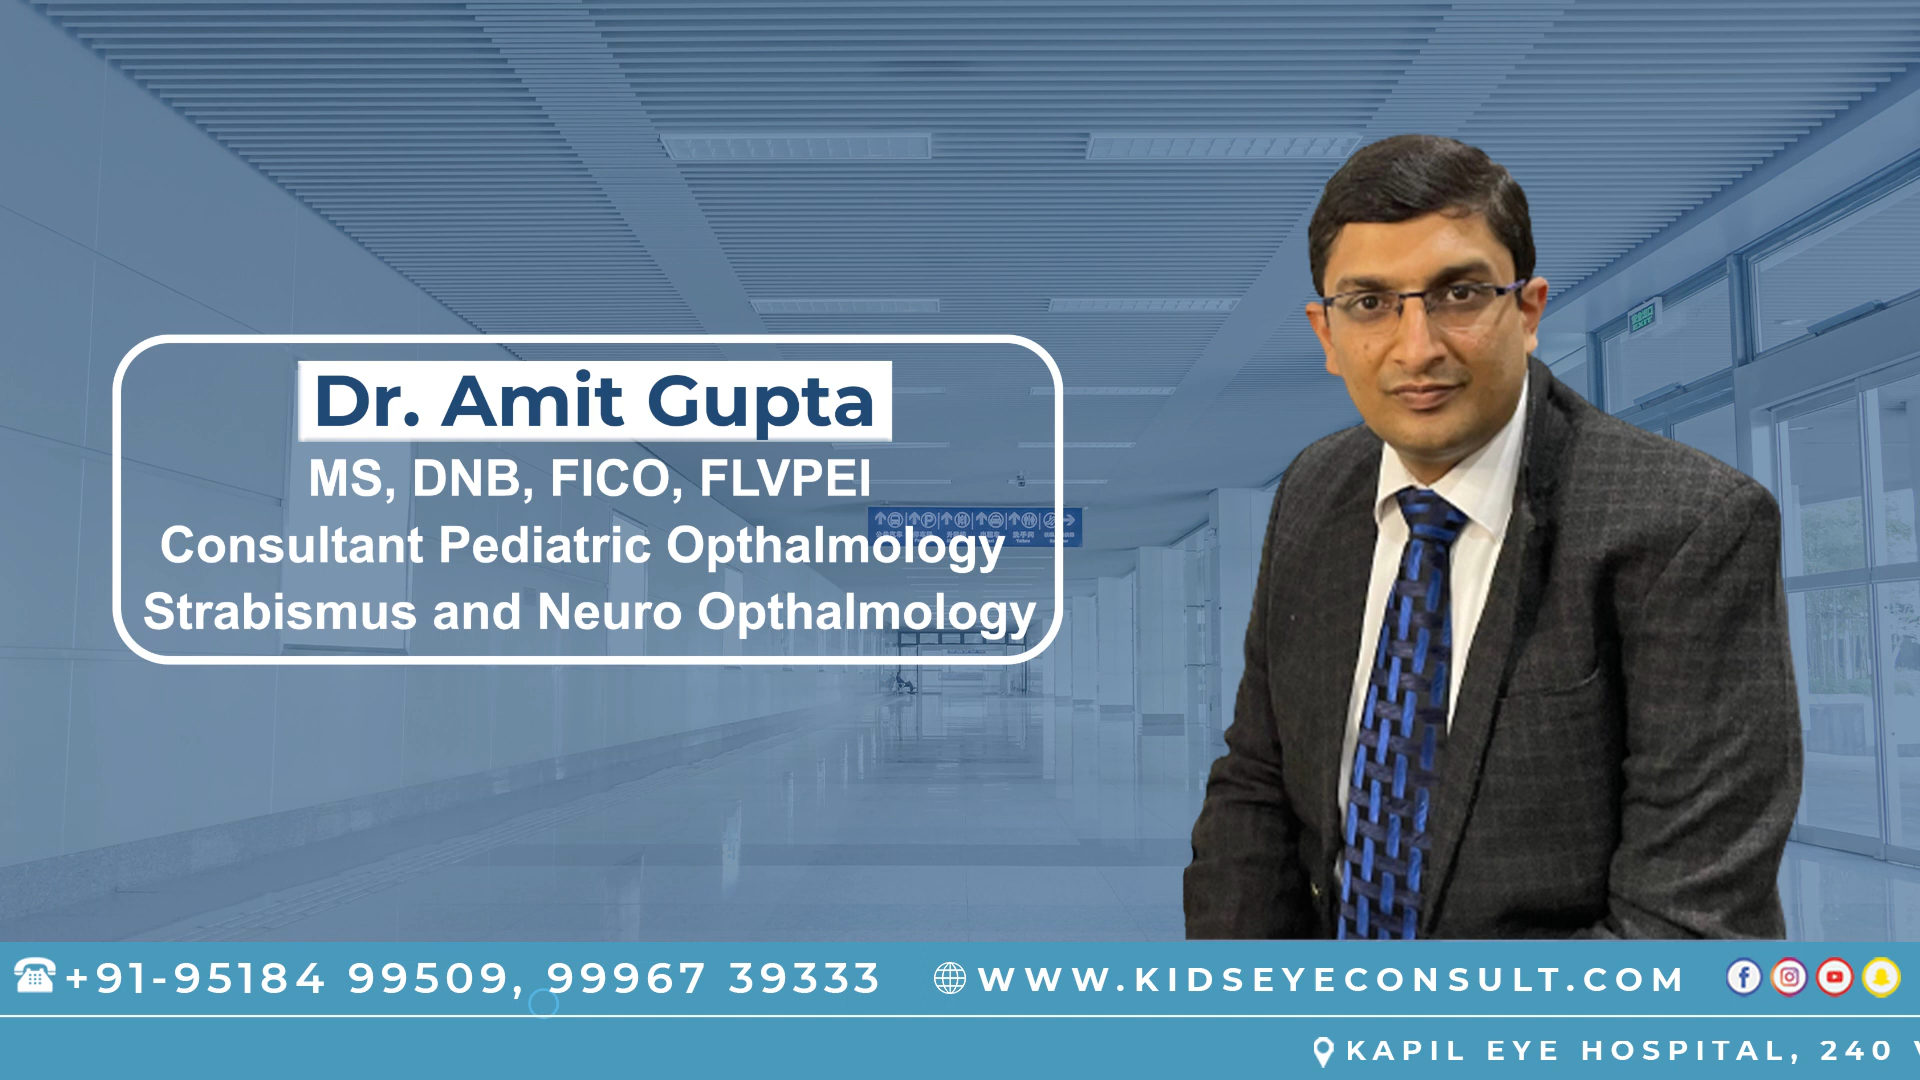 Dr. Amit Gupta
MS, DNB, FICO, FLVPEI
Consultant Pediatric Opthalmology
Strabismus and Neuro Opthalmology
EXIT
+91-95184 99509, 99967 39333
WWW.KIDSEYECONSULT.COM
KAPIL EYE HOSPITAL, 240